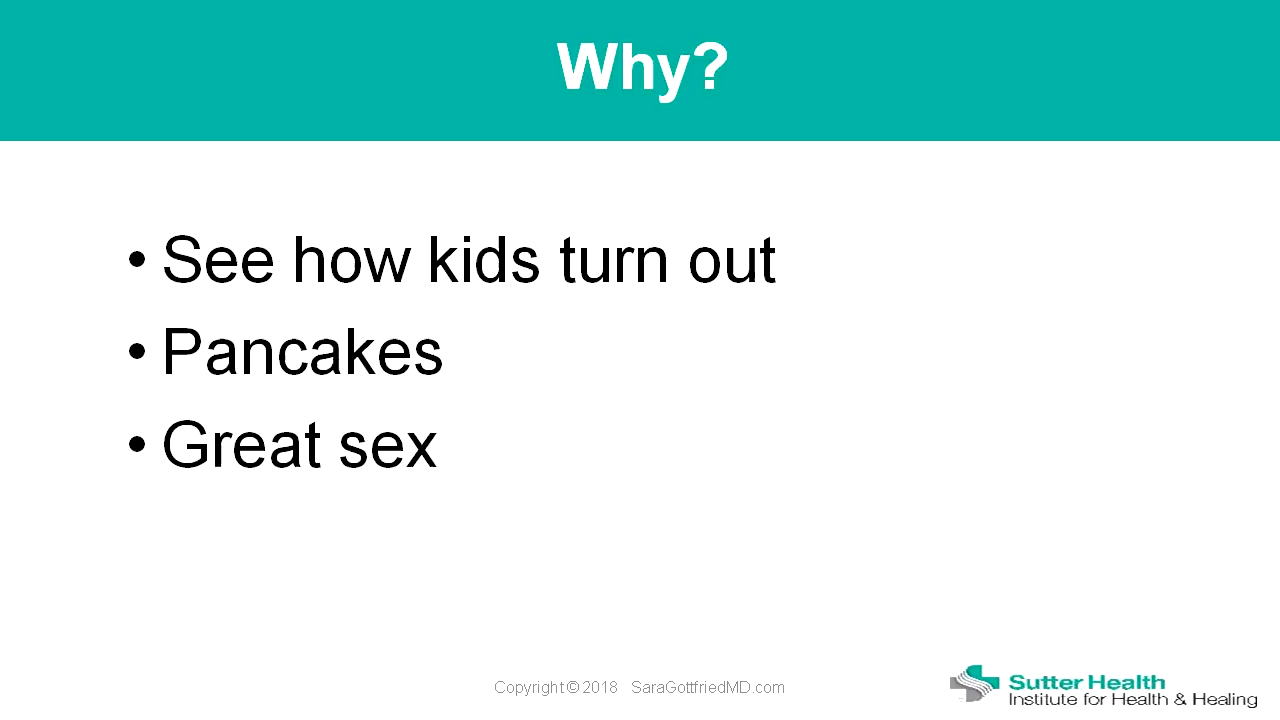 Why?
• See how kids turn out
• Pancakes
• Great sex
Copyright © 2018 SaraGottfriedMD.com
Sutter Health
Institute for Health & Healing